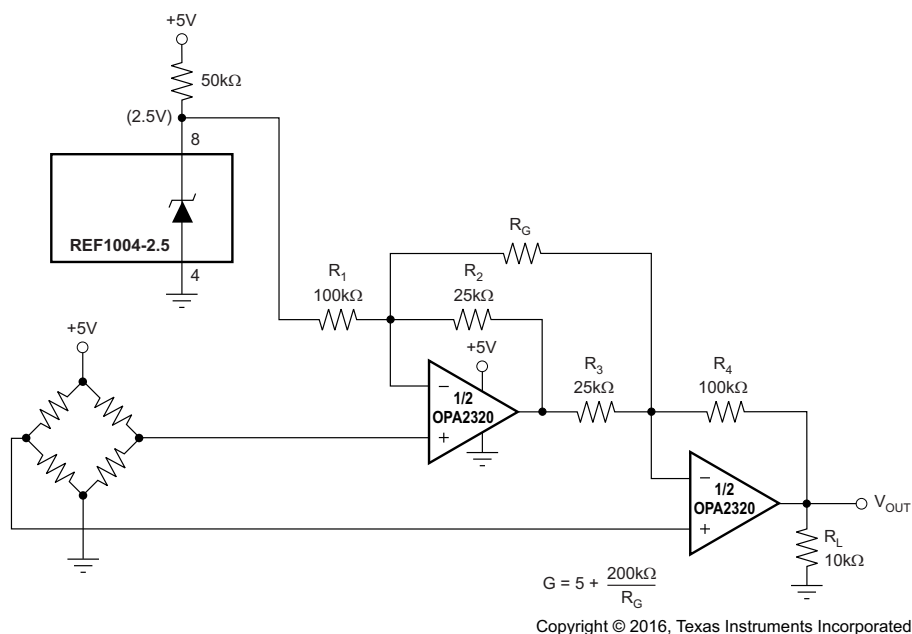 +5V
50kΩ
(2.5V)
8
REF1004-2.5
4
RG
R1
100kΩ
R2
25kΩ
+5V
+5V
R3
25kΩ
R4
100kΩ
−
1/2
OPA2320
+
−
1/2
OPA2320
+
VOUT
RL
10kΩ
G = 5 + 200kΩ / RG
Copyright © 2016, Texas Instruments Incorporated